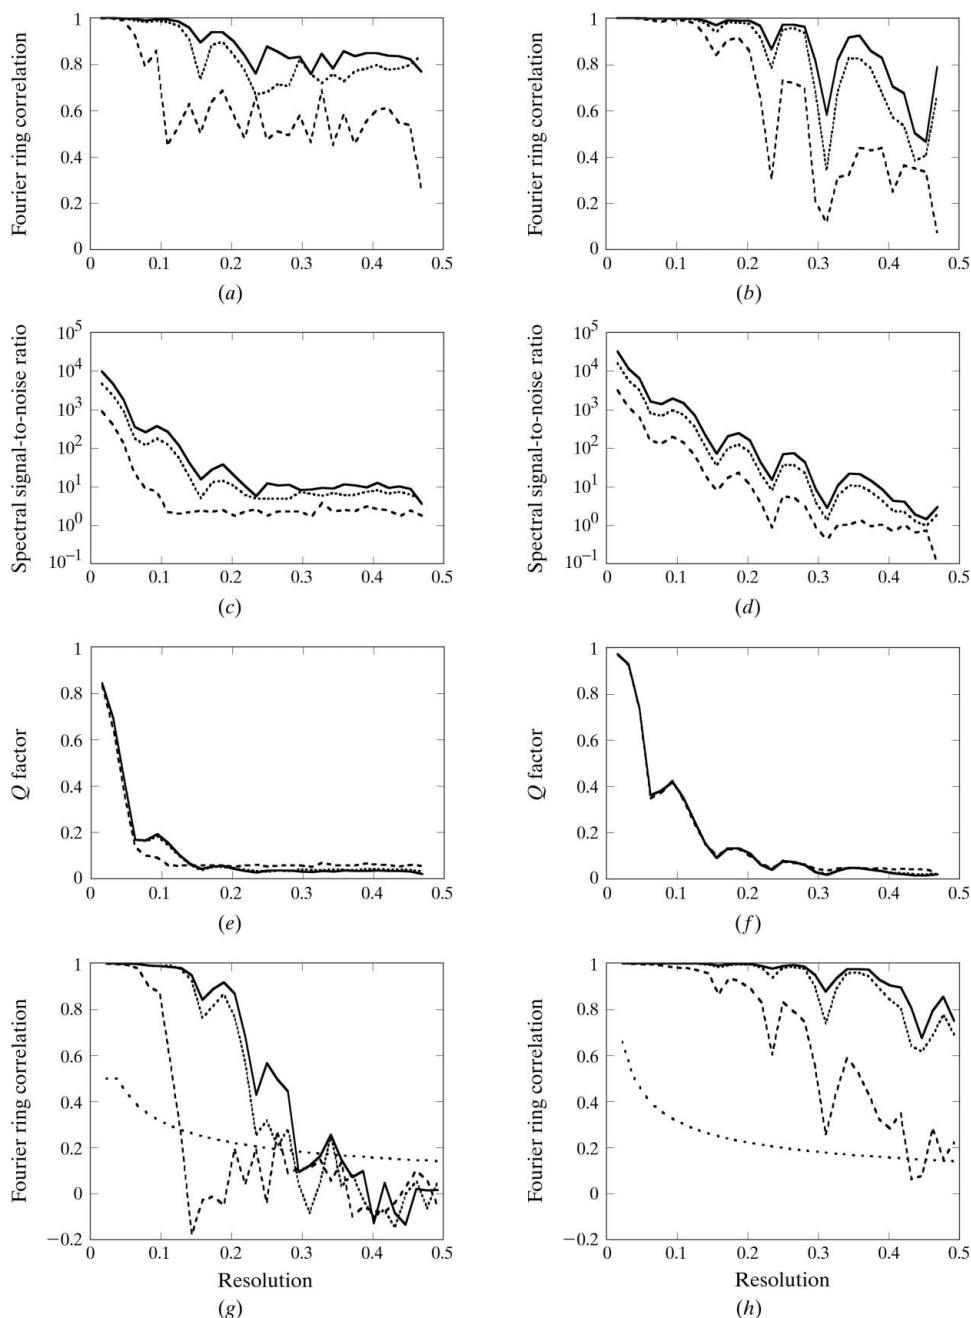 1 1
0.8 0.8
0.6 0.6
0.4 0.4
0.2 0.2
0 0
Fourier ring correlation Fourier ring correlation
0 0.1 0.2 0.3 0.4 0.5 0 0.1 0.2 0.3 0.4 0.5
(a) (b)
10^5 10^5
10^4 10^4
10^3 10^3
10^2 10^2
10^1 10^1
10^0 10^0
10^−1 10^−1
Spectral signal-to-noise ratio Spectral signal-to-noise ratio
0 0.1 0.2 0.3 0.4 0.5 0 0.1 0.2 0.3 0.4 0.5
(c) (d)
1 1
0.8 0.8
0.6 0.6
0.4 0.4
0.2 0.2
0 0
Q factor Q factor
0 0.1 0.2 0.3 0.4 0.5 0 0.1 0.2 0.3 0.4 0.5
(e) (f)
1 1
0.8 0.8
0.6 0.6
0.4 0.4
0.2 0.2
0 0
−0.2 −0.2
Fourier ring correlation Fourier ring correlation
0 0.1 0.2 0.3 0.4 0.5 0 0.1 0.2 0.3 0.4 0.5
Resolution Resolution
(g) (h)